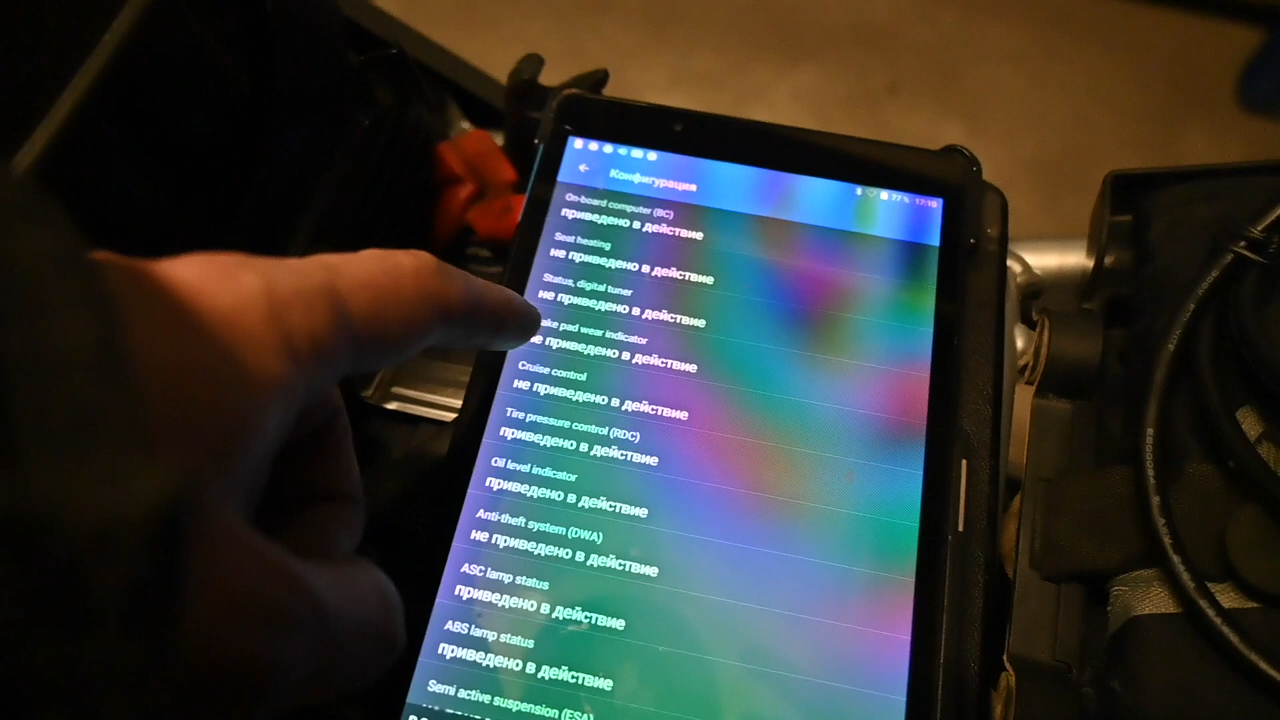 77% 17:10
Конфигурация
On-board computer (BC)
приведено в действие
Seat heating
не приведено в действие
Status, digital tuner
не приведено в действие
pad wear indicator
приведено в действие
Cruise control
не приведено в действие
Tire pressure control (RDC)
приведено в действие
Oil level indicator
приведено в действие
Anti-theft system (DWA)
не приведено в действие
ASC lamp status
приведено в действие
ABS lamp status
приведено в действие
Semi active suspension (ESA)